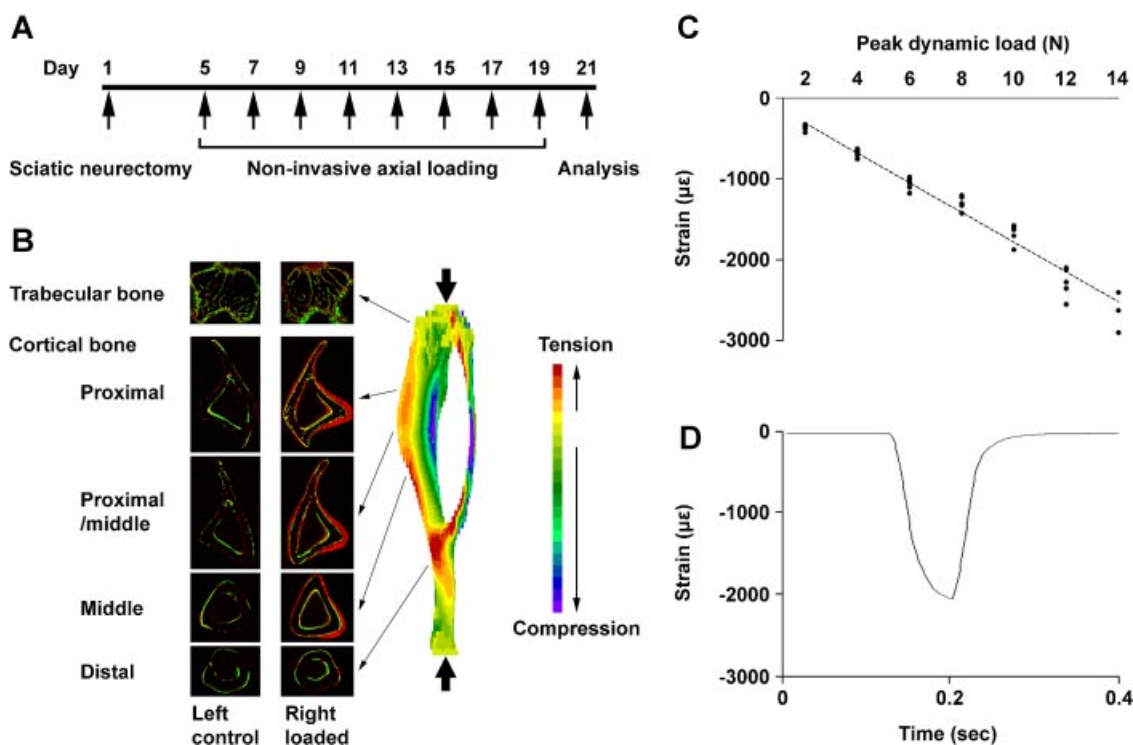 A
Day 1 5 7 9 11 13 15 17 19 21
Sciatic neurectomy Non-invasive axial loading Analysis
B
Trabecular bone
Cortical bone
Proximal
Proximal
/middle
Middle
Distal
Left
control
Right
loaded
Tension
Compression
C
Peak dynamic load (N)
2 4 6 8 10 12 14
0
-1000
-2000
-3000
Strain (με)
D
0
-1000
-2000
-3000
Strain (με)
0 0.2 0.4
Time (sec)